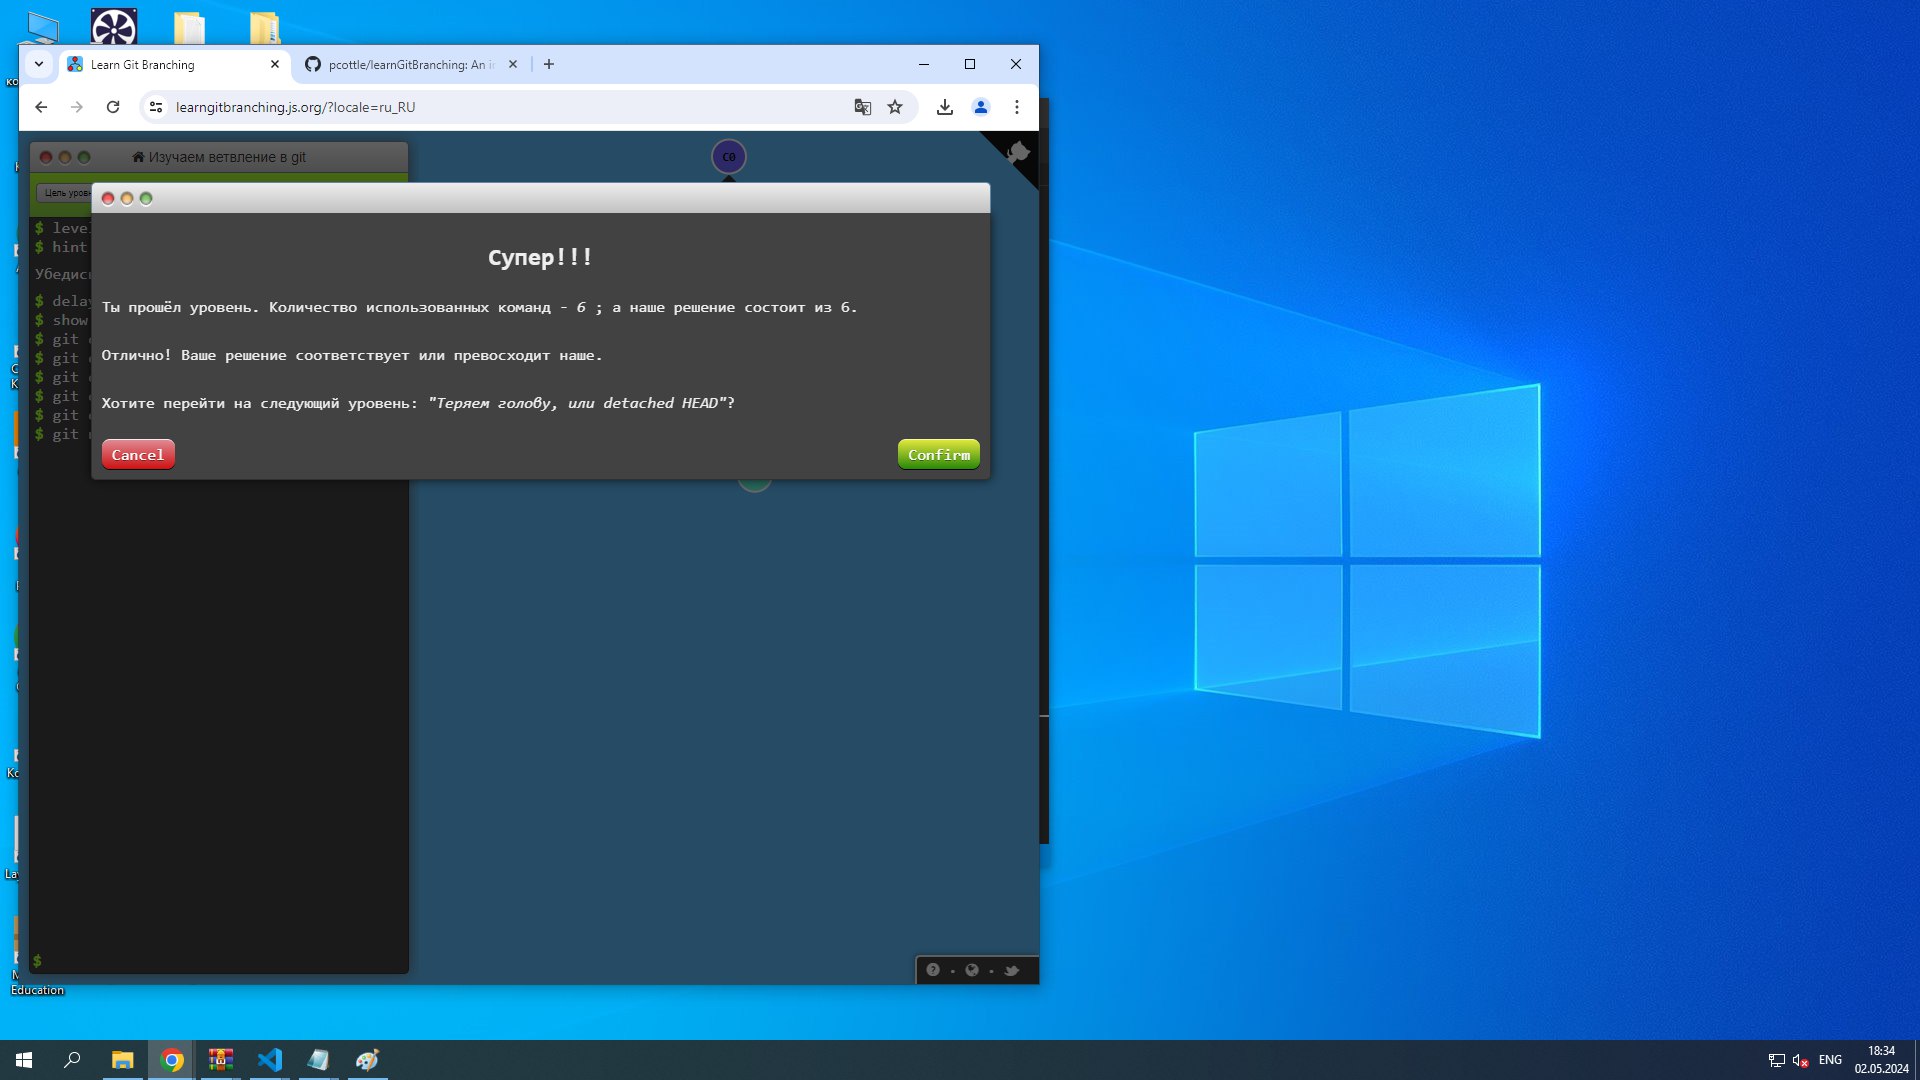 Learn Git Branching
pcottle/learnGitBranching: An i
learngitbranching.js.org/?locale=ru_RU
Изучаем ветвление в git
C0
Цель уровн
$ leve
$ hint
Убедись
$ delay
$ show
$ git
$ git
$ git
$ git
$ git
$ git
Супер!!!
Ты прошёл уровень. Количество использованных команд - 6 ; а наше решение состоит из 6.
Отлично! Ваше решение соответствует или превосходит наше.
Хотите перейти на следующий уровень: "Теряем голову, или detached HEAD"?
Cancel
Confirm
$
Education
ENG
18:34
02.05.2024